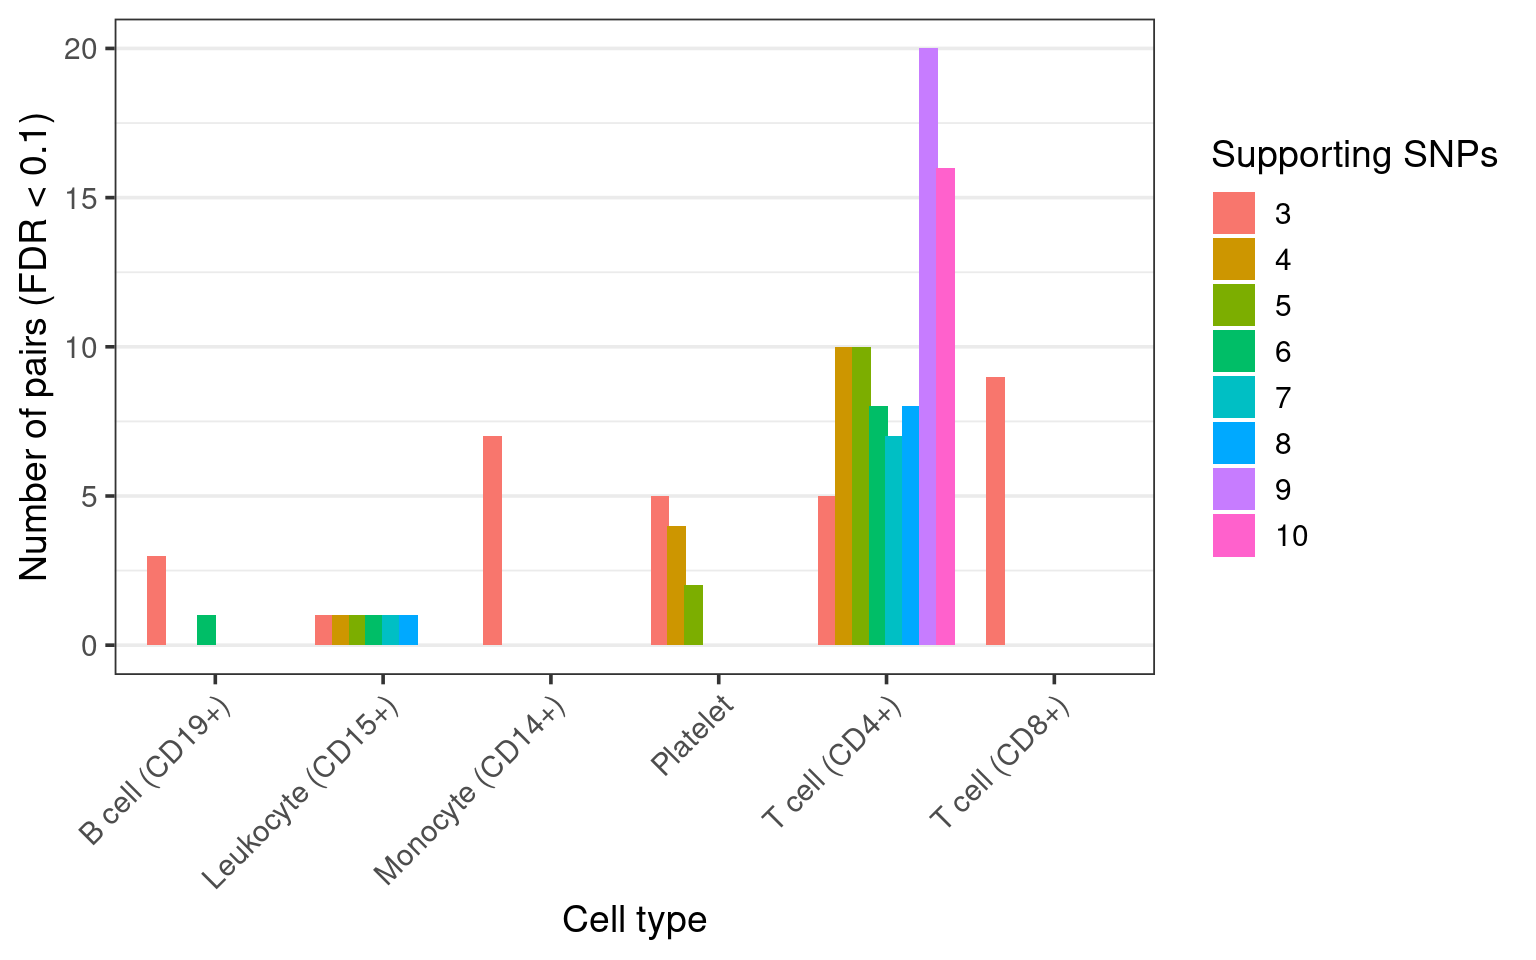 Number of pairs (FDR < 0.1)
20
15
10
5
0
B cell (CD19+)
Leukocyte (CD15+)
Monocyte (CD14+)
Platelet
T cell (CD4+)
T cell (CD8+)
Cell type
Supporting SNPs
3
4
5
6
7
8
9
10